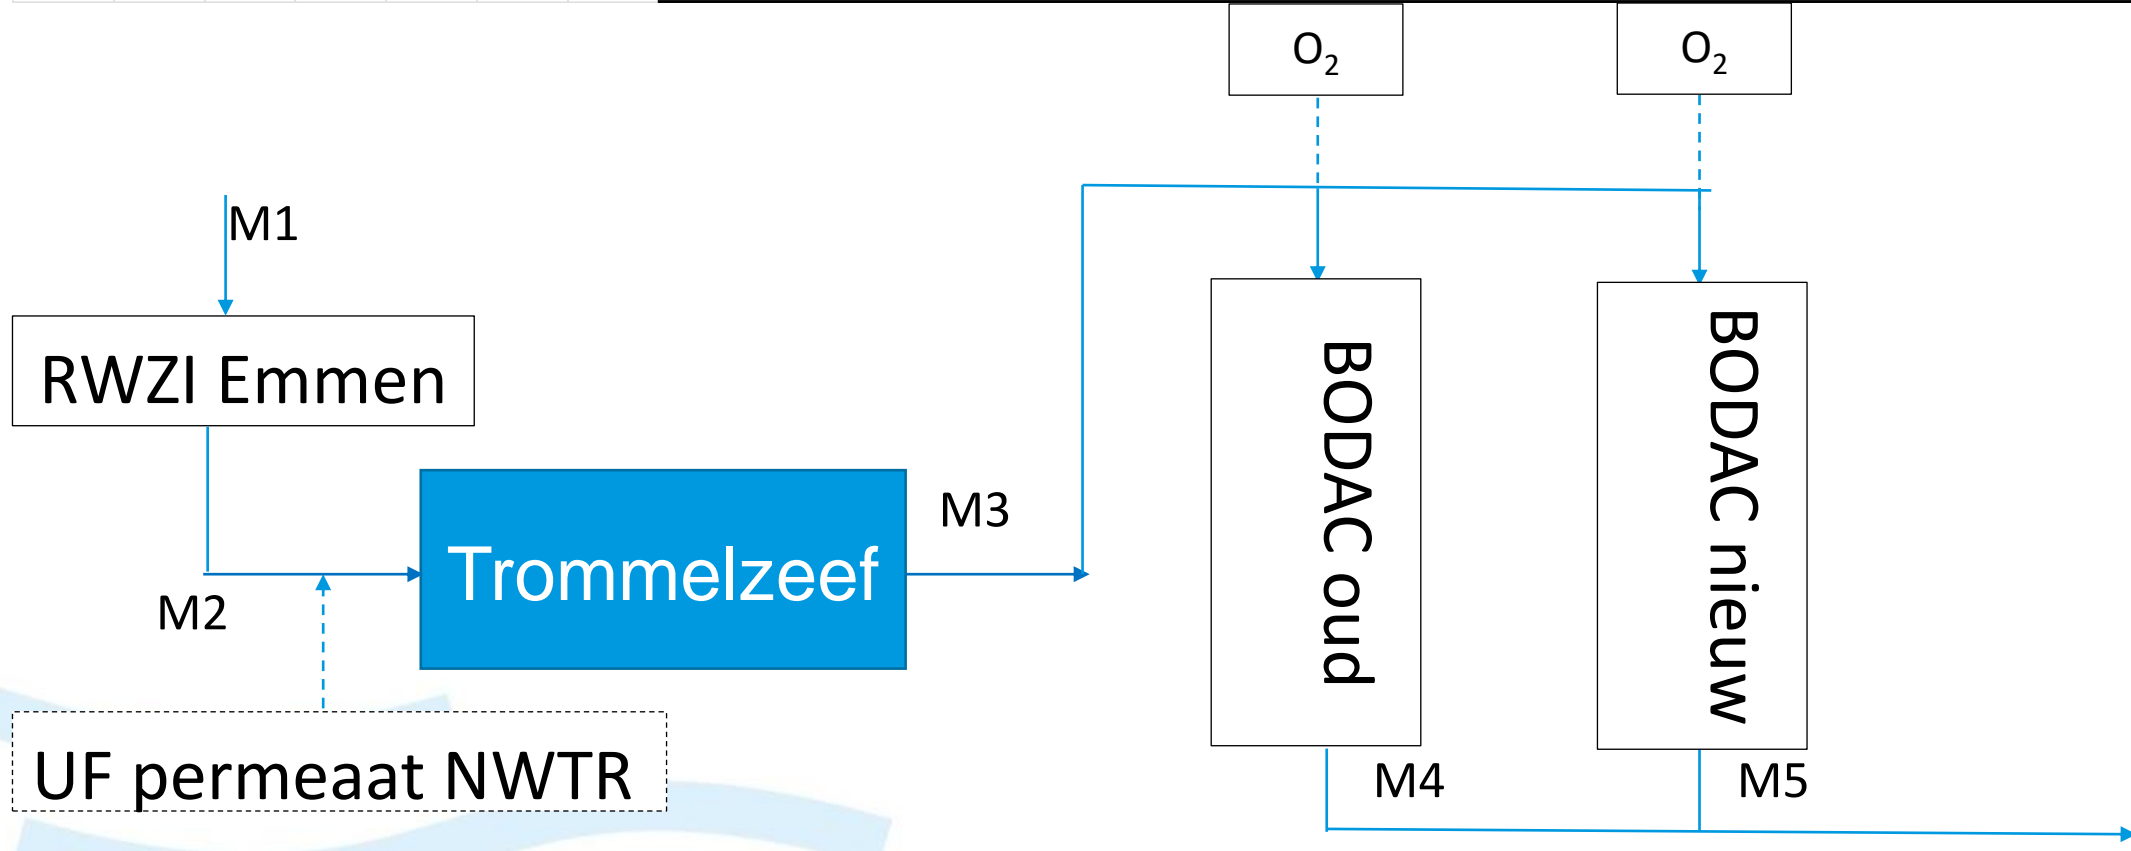 O₂
O₂
M1
RWZI Emmen
M2
Trommelzeef
M3
UF permeaat NWTR
BODAC oud
BODAC nieuw
M4
M5